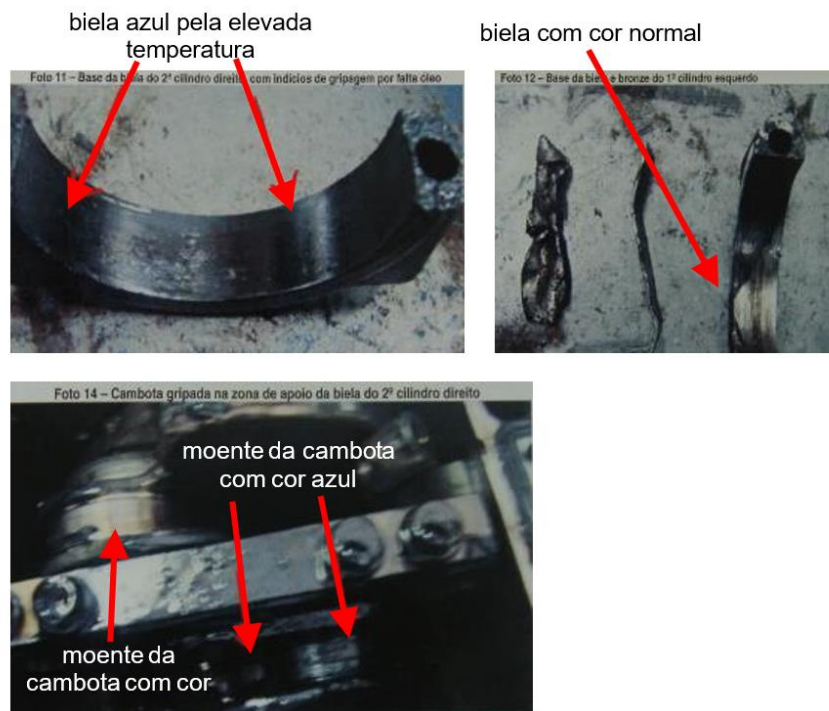 biela azul pela elevada
temperatura
biela com cor normal
Foto 11 – Base da biela do 2º cilindro direito com indícios de gripagem por falta óleo
Foto 12 – Base da biela e bronze do 1º cilindro esquerdo
Foto 14 – Cambota gripada na zona de apoio da biela do 2º cilindro direito
moente da cambota
com cor azul
moente da
cambota com cor